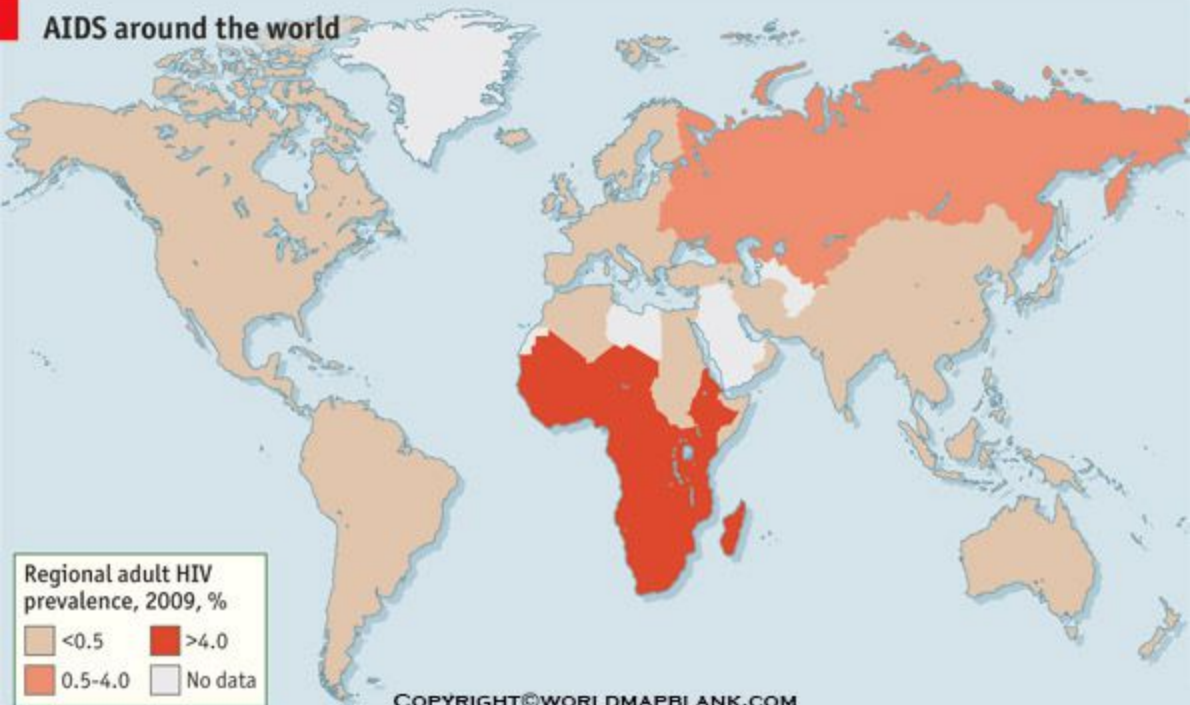 AIDS around the world
Regional adult HIV
prevalence, 2009, %
<0.5
>4.0
0.5-4.0
No data
COPYRIGHT©WORLDMAPBLANK.COM